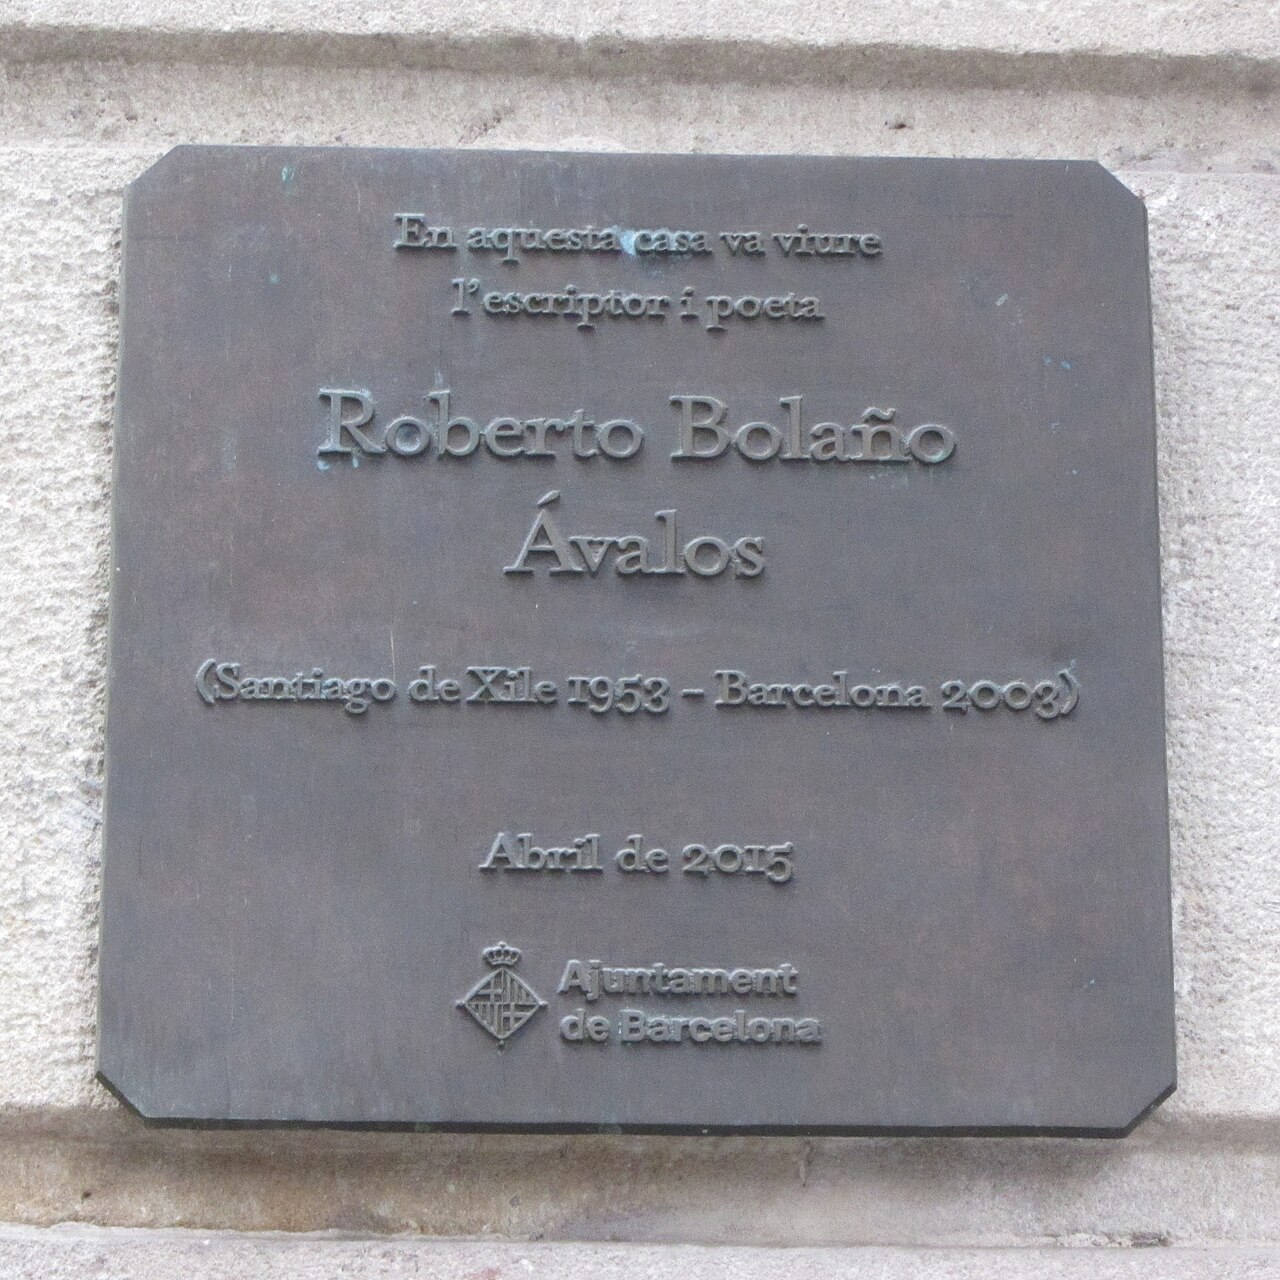 En aquesta casa va viure
l'escriptor i poeta
Roberto Bolaño
Ávalos
(Santiago de Xile 1953 - Barcelona 2003)
Abril de 2015
Ajuntament
de Barcelona